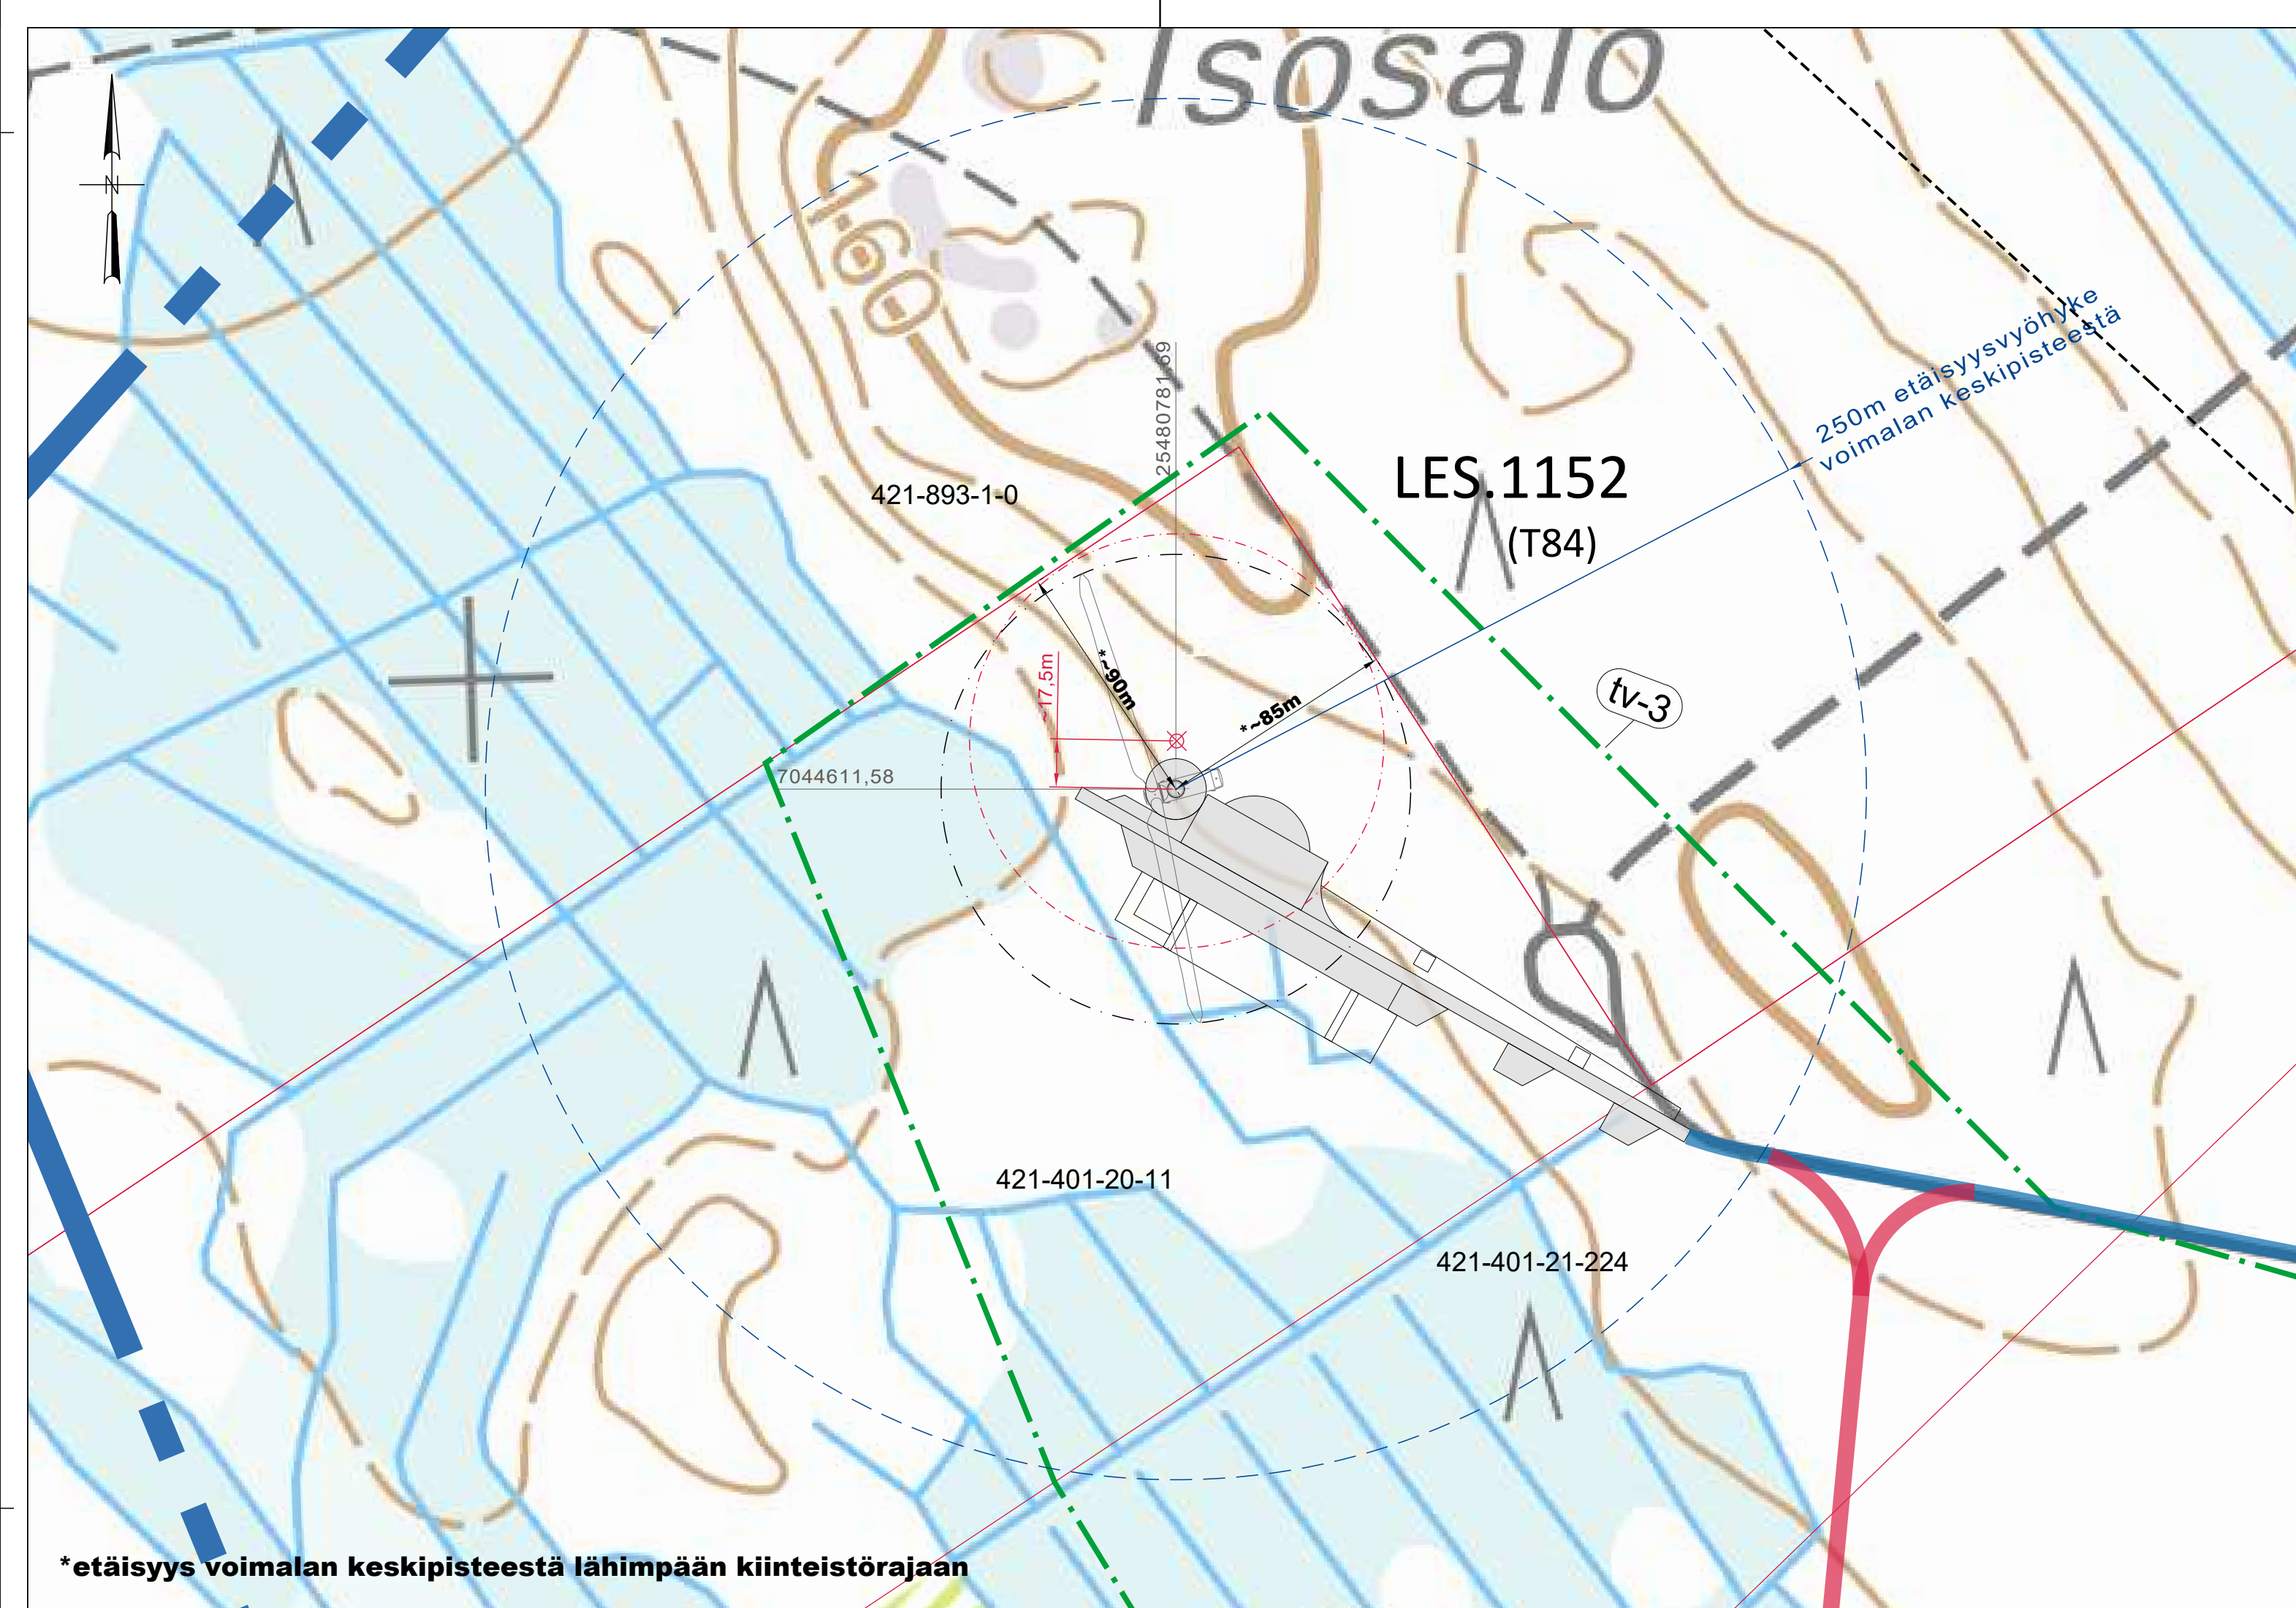 Isosalo
N
160
250m etäisyysvyöhyke
voimalan keskipisteestä
421-893-1-0
LES.1152
(T84)
tv-3
~17,5m
*~90m
*~85m
7044611,58
421-401-20-11
421-401-21-224
*etäisyys voimalan keskipisteestä lähimpään kiinteistörajaan